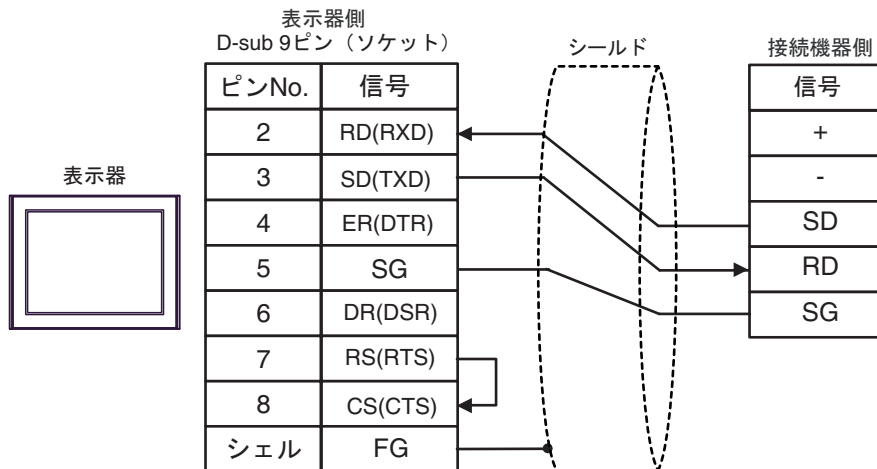 表示器側
D-sub 9ピン（ソケット）
シールド
接続機器側
ピンNo. 信号
信号
2 RD(RXD)
+
3 SD(TXD)
-
表示器
4 ER(DTR)
SD
5 SG
RD
6 DR(DSR)
SG
7 RS(RTS)
8 CS(CTS)
シェル FG